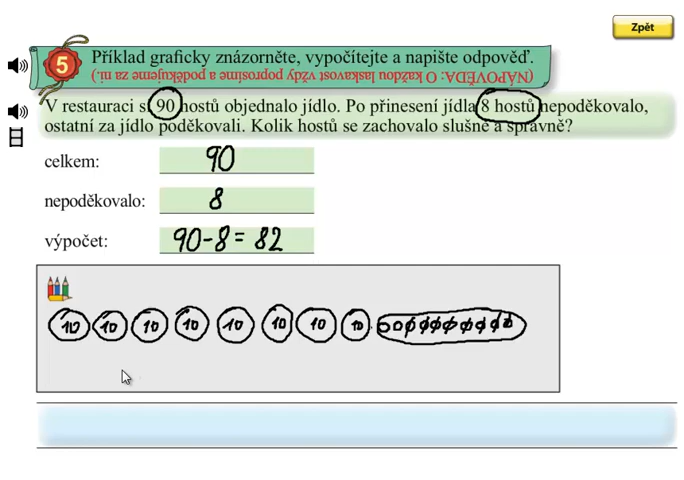 Zpět
5 Příklad graficky znázorněte, vypočítejte a napište odpověď.
(NÁPOVĚDA: O každou laskavost vždy poprosíme a poděkujeme za ni.)
V restauraci si 90 hostů objednalo jídlo. Po přinesení jídla 8 hostů nepoděkovalo,
ostatní za jídlo poděkovali. Kolik hostů se zachovalo slušně a správně?
celkem: 90
nepoděkovalo: 8
výpočet: 90-8=82
10 10 10 10 10 10 10 10